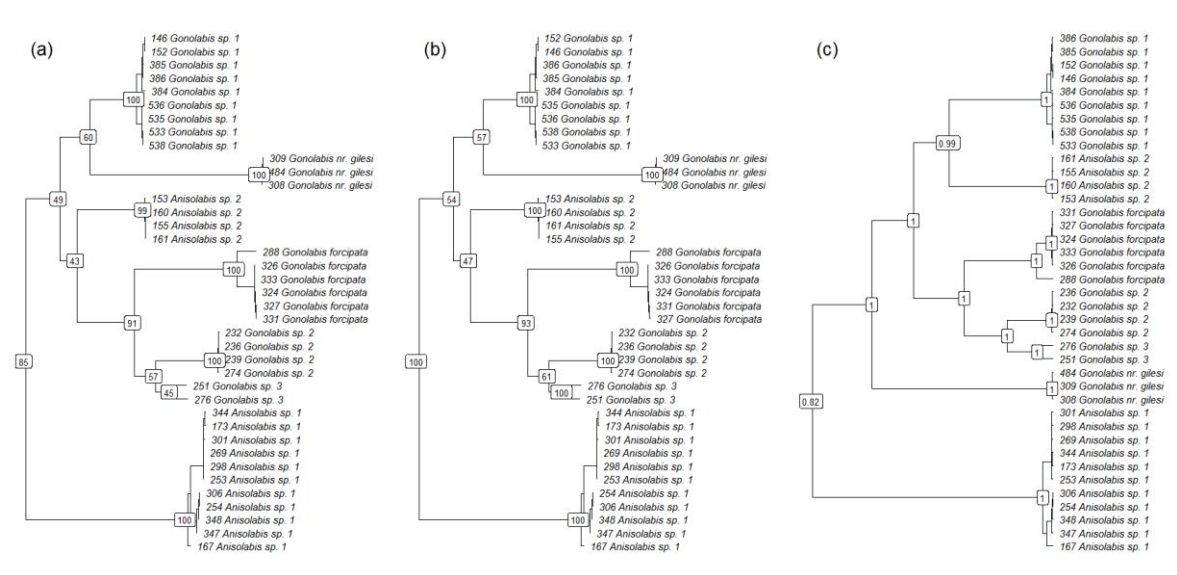 (a)
146 Gonolabis sp. 1
152 Gonolabis sp. 1
385 Gonolabis sp. 1
386 Gonolabis sp. 1
384 Gonolabis sp. 1
536 Gonolabis sp. 1
535 Gonolabis sp. 1
533 Gonolabis sp. 1
538 Gonolabis sp. 1
309 Gonolabis nr. gilesi
484 Gonolabis nr. gilesi
308 Gonolabis nr. gilesi
153 Anisolabis sp. 2
160 Anisolabis sp. 2
155 Anisolabis sp. 2
161 Anisolabis sp. 2
288 Gonolabis forcipata
326 Gonolabis forcipata
333 Gonolabis forcipata
324 Gonolabis forcipata
327 Gonolabis forcipata
331 Gonolabis forcipata
232 Gonolabis sp. 2
236 Gonolabis sp. 2
239 Gonolabis sp. 2
274 Gonolabis sp. 2
251 Gonolabis sp. 3
276 Gonolabis sp. 3
344 Anisolabis sp. 1
173 Anisolabis sp. 1
301 Anisolabis sp. 1
269 Anisolabis sp. 1
298 Anisolabis sp. 1
253 Anisolabis sp. 1
306 Anisolabis sp. 1
254 Anisolabis sp. 1
348 Anisolabis sp. 1
347 Anisolabis sp. 1
167 Anisolabis sp. 1
100
60
100
49
99
43
100
91
100
85
57
45
100
(b)
152 Gonolabis sp. 1
146 Gonolabis sp. 1
386 Gonolabis sp. 1
385 Gonolabis sp. 1
384 Gonolabis sp. 1
535 Gonolabis sp. 1
536 Gonolabis sp. 1
538 Gonolabis sp. 1
533 Gonolabis sp. 1
309 Gonolabis nr. gilesi
484 Gonolabis nr. gilesi
308 Gonolabis nr. gilesi
153 Anisolabis sp. 2
160 Anisolabis sp. 2
161 Anisolabis sp. 2
155 Anisolabis sp. 2
288 Gonolabis forcipata
326 Gonolabis forcipata
333 Gonolabis forcipata
324 Gonolabis forcipata
331 Gonolabis forcipata
327 Gonolabis forcipata
232 Gonolabis sp. 2
236 Gonolabis sp. 2
239 Gonolabis sp. 2
274 Gonolabis sp. 2
276 Gonolabis sp. 3
251 Gonolabis sp. 3
344 Anisolabis sp. 1
173 Anisolabis sp. 1
301 Anisolabis sp. 1
269 Anisolabis sp. 1
298 Anisolabis sp. 1
253 Anisolabis sp. 1
254 Anisolabis sp. 1
306 Anisolabis sp. 1
348 Anisolabis sp. 1
347 Anisolabis sp. 1
167 Anisolabis sp. 1
100
57
100
54
100
47
100
93
100
100
61
100
100
(c)
386 Gonolabis sp. 1
385 Gonolabis sp. 1
152 Gonolabis sp. 1
146 Gonolabis sp. 1
384 Gonolabis sp. 1
536 Gonolabis sp. 1
535 Gonolabis sp. 1
538 Gonolabis sp. 1
533 Gonolabis sp. 1
161 Anisolabis sp. 2
155 Anisolabis sp. 2
160 Anisolabis sp. 2
153 Anisolabis sp. 2
331 Gonolabis forcipata
327 Gonolabis forcipata
324 Gonolabis forcipata
333 Gonolabis forcipata
326 Gonolabis forcipata
288 Gonolabis forcipata
236 Gonolabis sp. 2
232 Gonolabis sp. 2
239 Gonolabis sp. 2
274 Gonolabis sp. 2
276 Gonolabis sp. 3
251 Gonolabis sp. 3
484 Gonolabis nr. gilesi
309 Gonolabis nr. gilesi
308 Gonolabis nr. gilesi
301 Anisolabis sp. 1
298 Anisolabis sp. 1
269 Anisolabis sp. 1
344 Anisolabis sp. 1
173 Anisolabis sp. 1
253 Anisolabis sp. 1
306 Anisolabis sp. 1
254 Anisolabis sp. 1
348 Anisolabis sp. 1
347 Anisolabis sp. 1
167 Anisolabis sp. 1
1
0.99
1
1
1
1
1
1
1
1
1
1
0.82
1